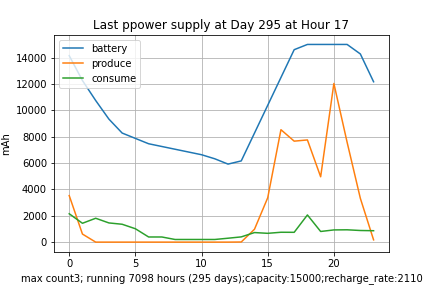 Last ppower supply at Day 295 at Hour 17
battery
produce
consume
mAh
14000
12000
10000
8000
6000
4000
2000
0
0 5 10 15 20
max count3; running 7098 hours (295 days);capacity:15000;recharge_rate:2110